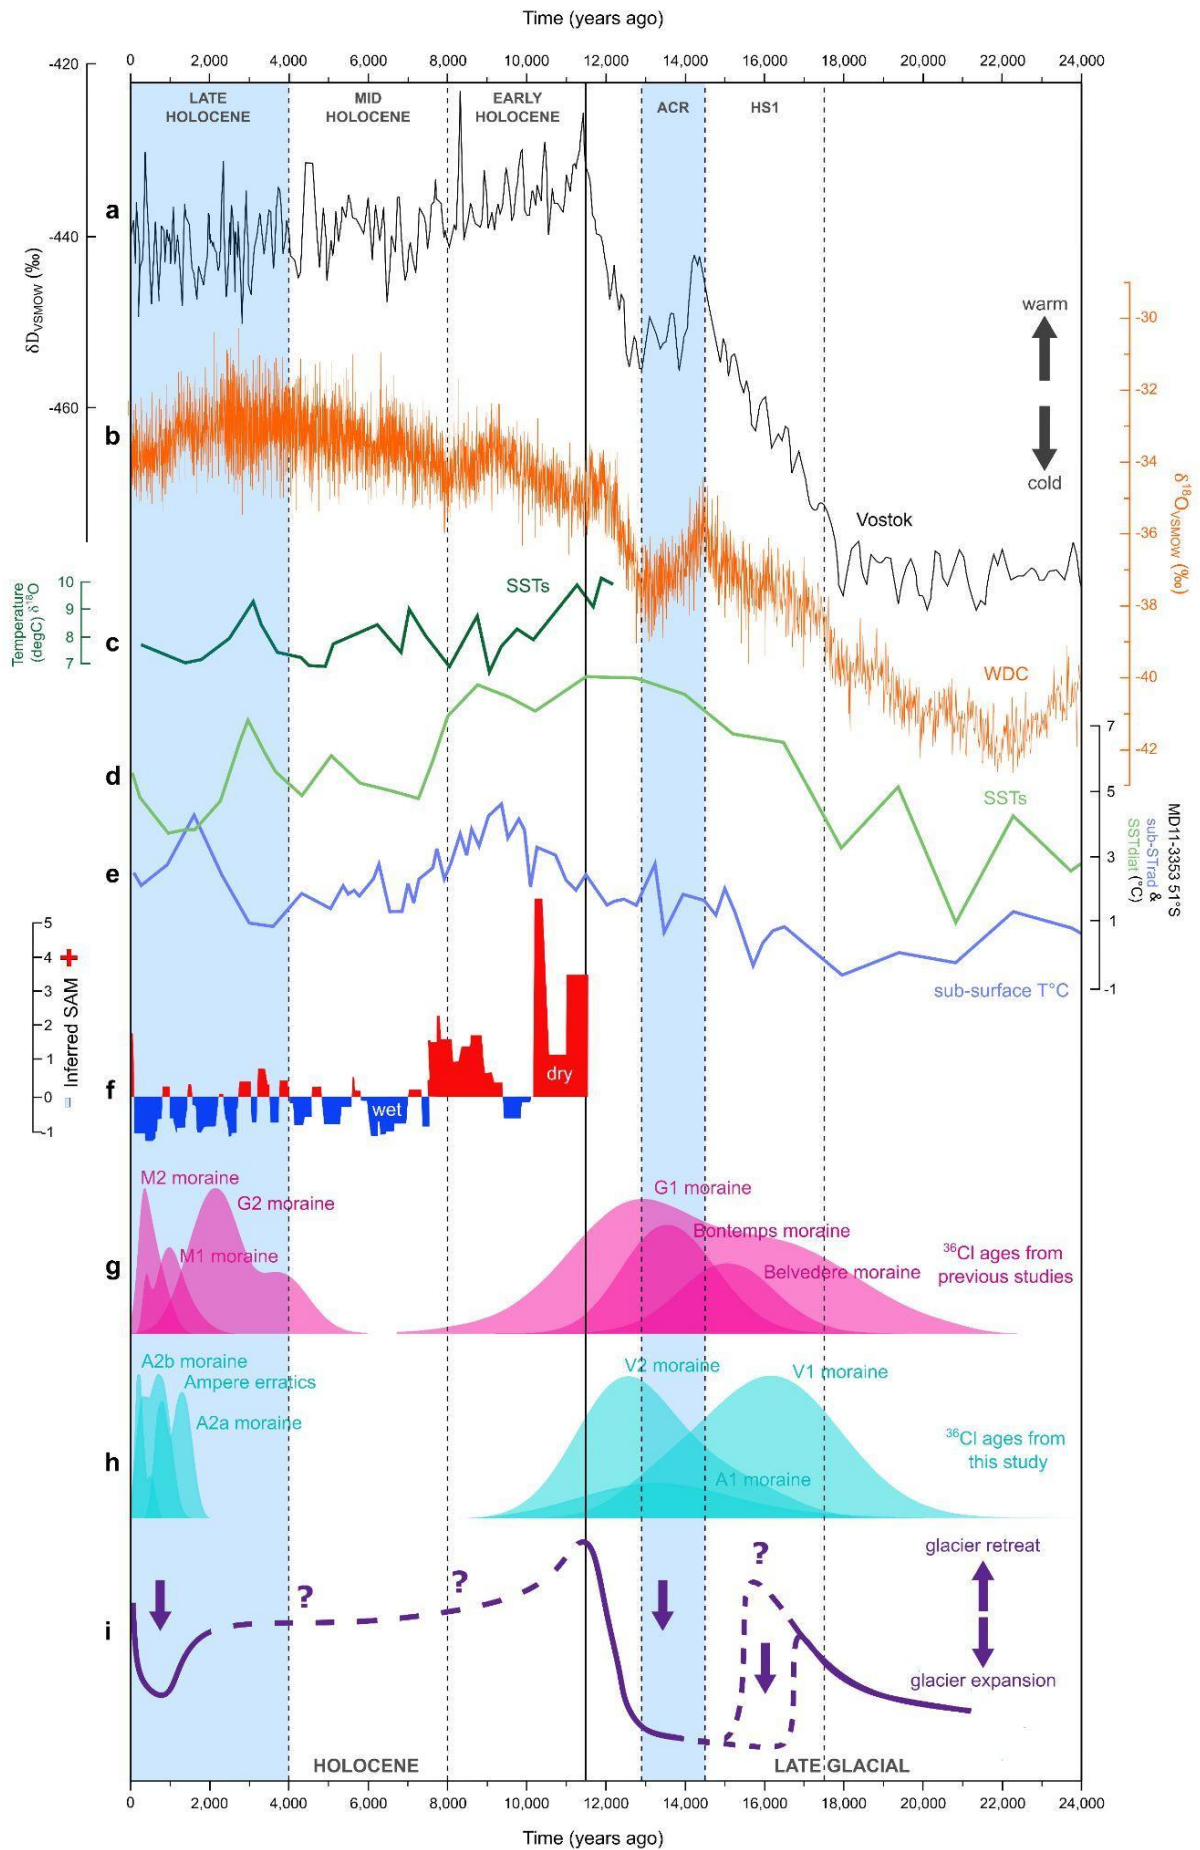 Time (years ago)
0 2,000 4,000 6,000 8,000 10,000 12,000 14,000 16,000 18,000 20,000 22,000 24,000
-420
LATE
HOLOCENE
MID
HOLOCENE
EARLY
HOLOCENE
ACR
HS1
a
-440
δD_VSMOW (‰)
-460
warm
cold
-30
-32
-34
-36
-38
-40
-42
δ¹⁸O_VSMOW (‰)
b
Vostok
WDC
Temperature
(degC) δ¹⁸O
10
9
8
7
c
SSTs
d
SSTs
7
5
3
1
-1
MD11-3353 51°S
sub-STrad &
SSTdiat (°C)
e
sub-surface T°C
5
4
3
2
1
0
-1
- Inferred SAM +
f
wet
dry
M2 moraine
G2 moraine
M1 moraine
G1 moraine
Bontemps moraine
Belvedere moraine
g
³⁶Cl ages from
previous studies
A2b moraine
Ampere erratics
A2a moraine
V2 moraine
V1 moraine
A1 moraine
h
³⁶Cl ages from
this study
i
?
?
?
glacier retreat
glacier expansion
HOLOCENE
LATE GLACIAL
0 2,000 4,000 6,000 8,000 10,000 12,000 14,000 16,000 18,000 20,000 22,000 24,000
Time (years ago)